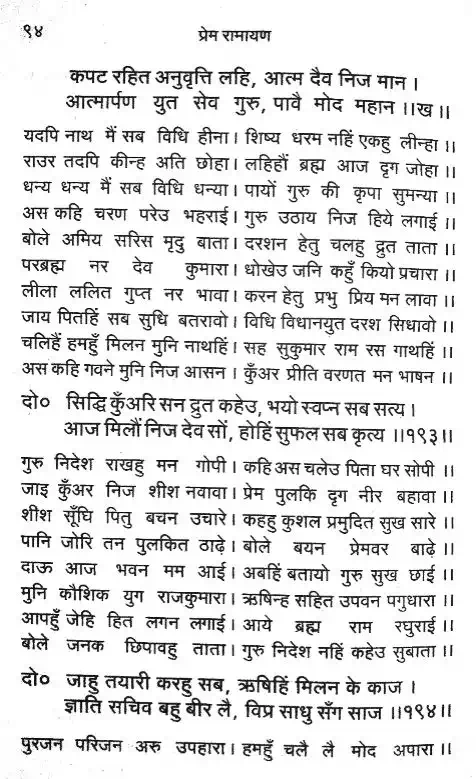 ९४
प्रेम रामायण
कपट रहित अनुवृत्ति लहि, आत्म दैव निज मान ।
आत्मार्पण युत सेव गुरु, पावै मोद महान ।।ख।।
यदपि नाथ मैं सब विधि हीना। शिष्य धरम नहिं एकहु लीन्हा ।।
राउर तदपि कीन्ह अति छोहा। लहिहौं ब्रह्म आज दृग जोहा ।।
धन्य धन्य मैं सब विधि धन्या। पायों गुरु की कृपा सुमन्या ।।
अस कहि चरण परेउ भहराई। गुरु उठाय निज हिये लगाई ।।
बोले अमिय सरिस मृदु बाता। दरशन हेतु चलहु द्रुत ताता ।।
परब्रह्म नर देव कुमारा। धोखेउ जनि कहुँ कियो प्रचारा ।।
लीला ललित गुप्त नर भावा। करन हेतु प्रभु प्रिय मन लावा ।।
जाय पितहिं सब सुधि बतरावो। विधि विधानयुत दरश सिधावो ।।
चलिहैं हमहुँ मिलन मुनि नाथहिं। सह सुकुमार राम रस गाथहिं ।।
अस कहि गवने मुनि निज आसन । कुँअर प्रीति वरणत मन भाषन ।।
दो० सिद्धि कुँअरि सन द्रुत कहेउ, भयो स्वप्न सब सत्य।
आज मिलौं निज देव सों, होहिं सुफल सब कृत्य ।।१९३।।
गुरु निदेश राखहु मन गोपी। कहि अस चलेउ पिता घर सोपी ।।
जाइ कुँअर निज शीश नवावा। प्रेम पुलकि दृग नीर बहावा ।।
शीश सूँघि पितु बचन उचारे। कहहु कुशल प्रमुदित सुख सारे ।।
पानि जोरि तन पुलकित ठाढ़े। बोले बयन प्रेमवर बाढ़े ।।
दाऊ आज भवन मम आई। अबहिं बतायो गुरु सुख छाई ।।
मुनि कौशिक युग राजकुमारा। ऋषिन्ह सहित उपवन पगुधारा ।।
आपहुँ जेहि हित लगन लगाई। आये ब्रह्म राम रघुराई ।।
बोले जनक छिपावहु ताता। गुरु निदेश नहिं कहेउ सुबाता ।।
दो० जाहु तयारी करहु सब, ऋषिहिं मिलन के काज ।
ज्ञाति सचिव बहु बीर लै, विप्र साधु सँग साज ।।१९४।।
पुरजन परिजन अरु उपहारा। हमहुँ चलै लै मोद अपारा ।।